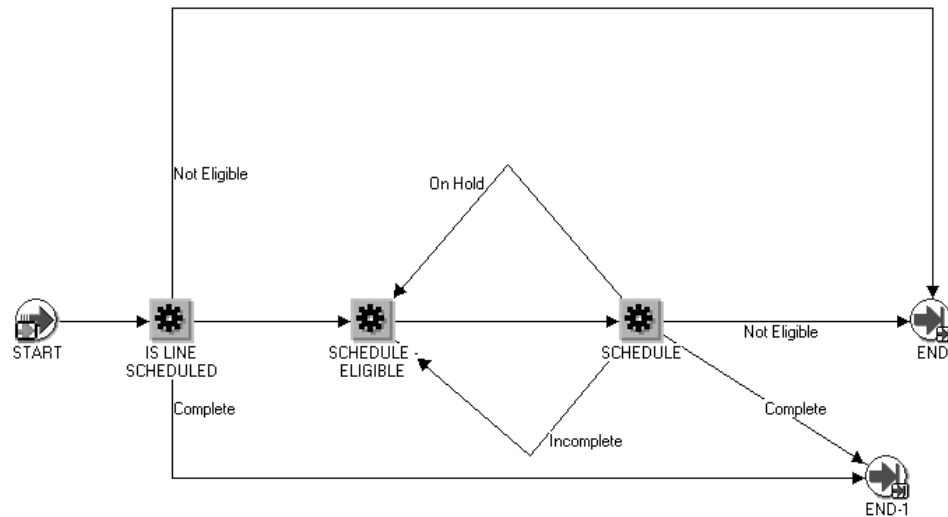 Not Eligible
On Hold
START
IS LINE
SCHEDULED
SCHEDULE -
ELIGIBLE
SCHEDULE
Not Eligible
END
Complete
Incomplete
Complete
END-1